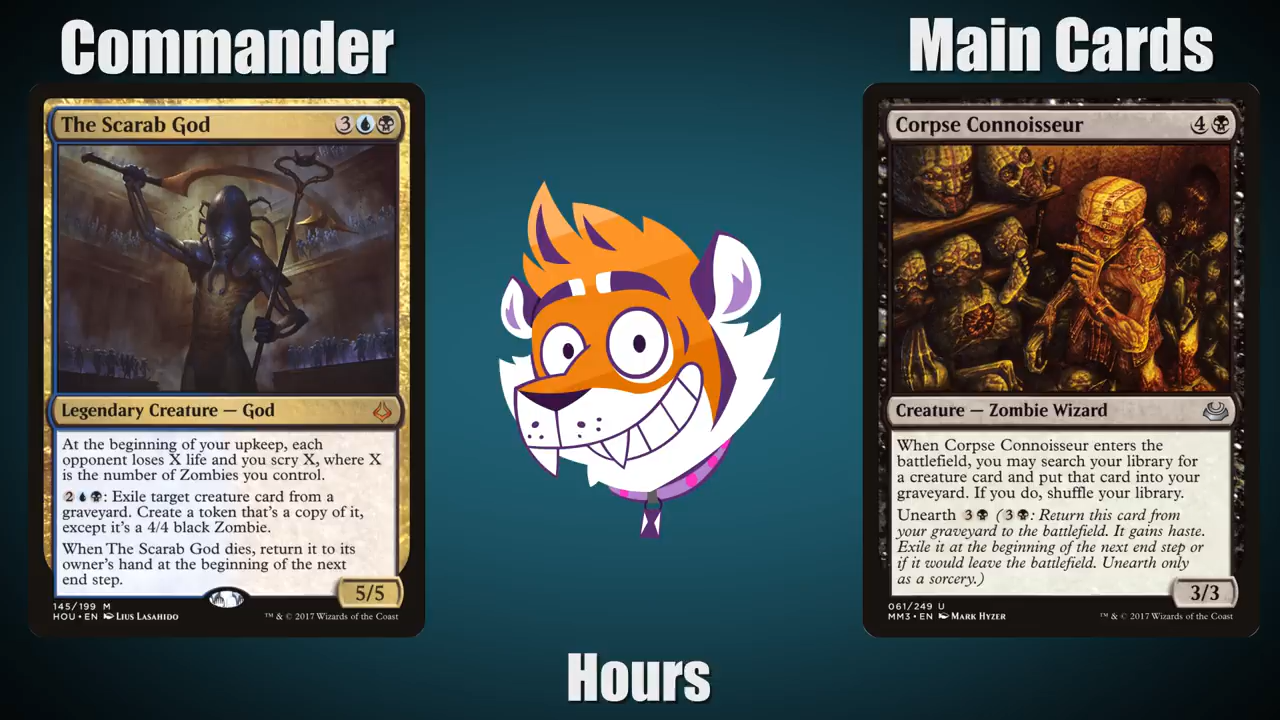 Commander
The Scarab God 3
Legendary Creature — God
At the beginning of your upkeep, each
opponent loses X life and you scry X, where X
is the number of Zombies you control.
2 : Exile target creature card from a
graveyard. Create a token that's a copy of it,
except it's a 4/4 black Zombie.
When The Scarab God dies, return it to its
owner's hand at the beginning of the next
end step.
5/5
145/199 M
HOU • EN Lius Lasahido
™ & © 2017 Wizards of the Coast
Main Cards
Corpse Connoisseur 4
Creature — Zombie Wizard
When Corpse Connoisseur enters the
battlefield, you may search your library for
a creature card and put that card into your
graveyard. If you do, shuffle your library.
Unearth 3 (3 : Return this card from
your graveyard to the battlefield. It gains haste.
Exile it at the beginning of the next end step or
if it would leave the battlefield. Unearth only
as a sorcery.)
3/3
061/249 U
MM3 • EN Mark Hyzer
™ & © 2017 Wizards of the Coast
Hours